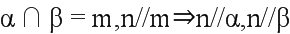 α ∩ β = m,n//m⇒n//α,n//β